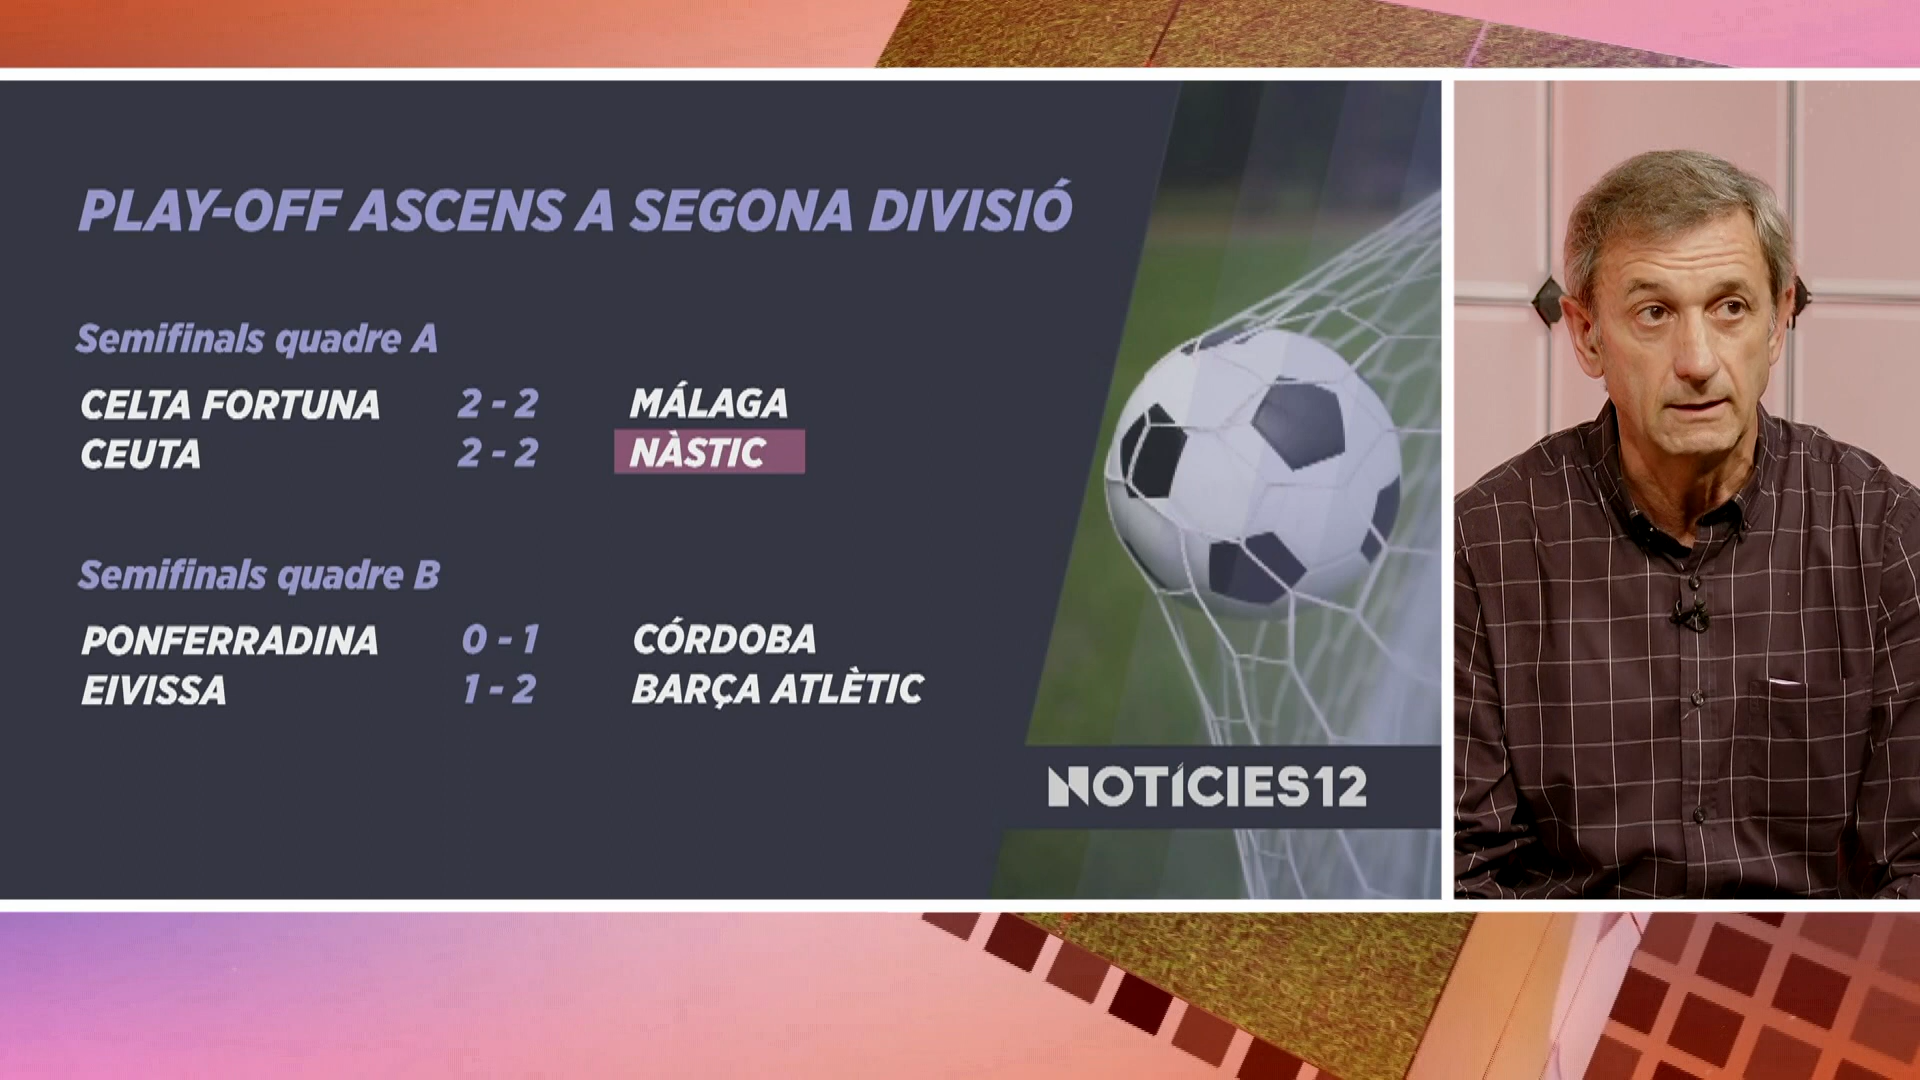 PLAY-OFF ASCENS A SEGONA DIVISIÓ
Semifinals quadre A
CELTA FORTUNA 2 - 2 MÁLAGA
CEUTA 2 - 2 NÀSTIC
Semifinals quadre B
PONFERRADINA 0 - 1 CÓRDOBA
EIVISSA 1 - 2 BARÇA ATLÈTIC
NOTÍCIES12